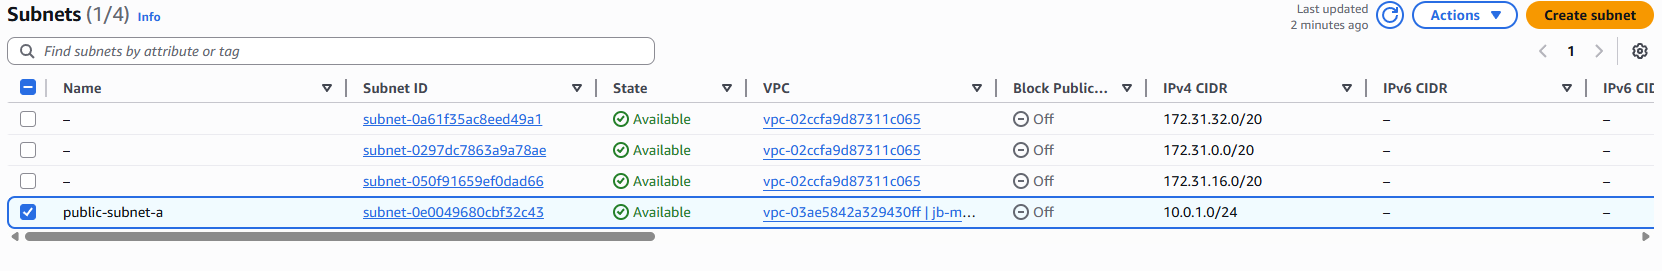 Subnets (1/4) Info
Last updated
2 minutes ago
Actions
Create subnet
Find subnets by attribute or tag
1
Name Subnet ID State VPC Block Public... IPv4 CIDR IPv6 CIDR IPv6 CID
– subnet-0a61f35ac8eed49a1 Available vpc-02ccfa9d87311c065 Off 172.31.32.0/20 – –
– subnet-0297dc7863a9a78ae Available vpc-02ccfa9d87311c065 Off 172.31.0.0/20 – –
– subnet-050f91659ef0dad66 Available vpc-02ccfa9d87311c065 Off 172.31.16.0/20 – –
public-subnet-a subnet-0e0049680cbf32c43 Available vpc-03ae5842a329430ff | jb-m... Off 10.0.1.0/24 – –